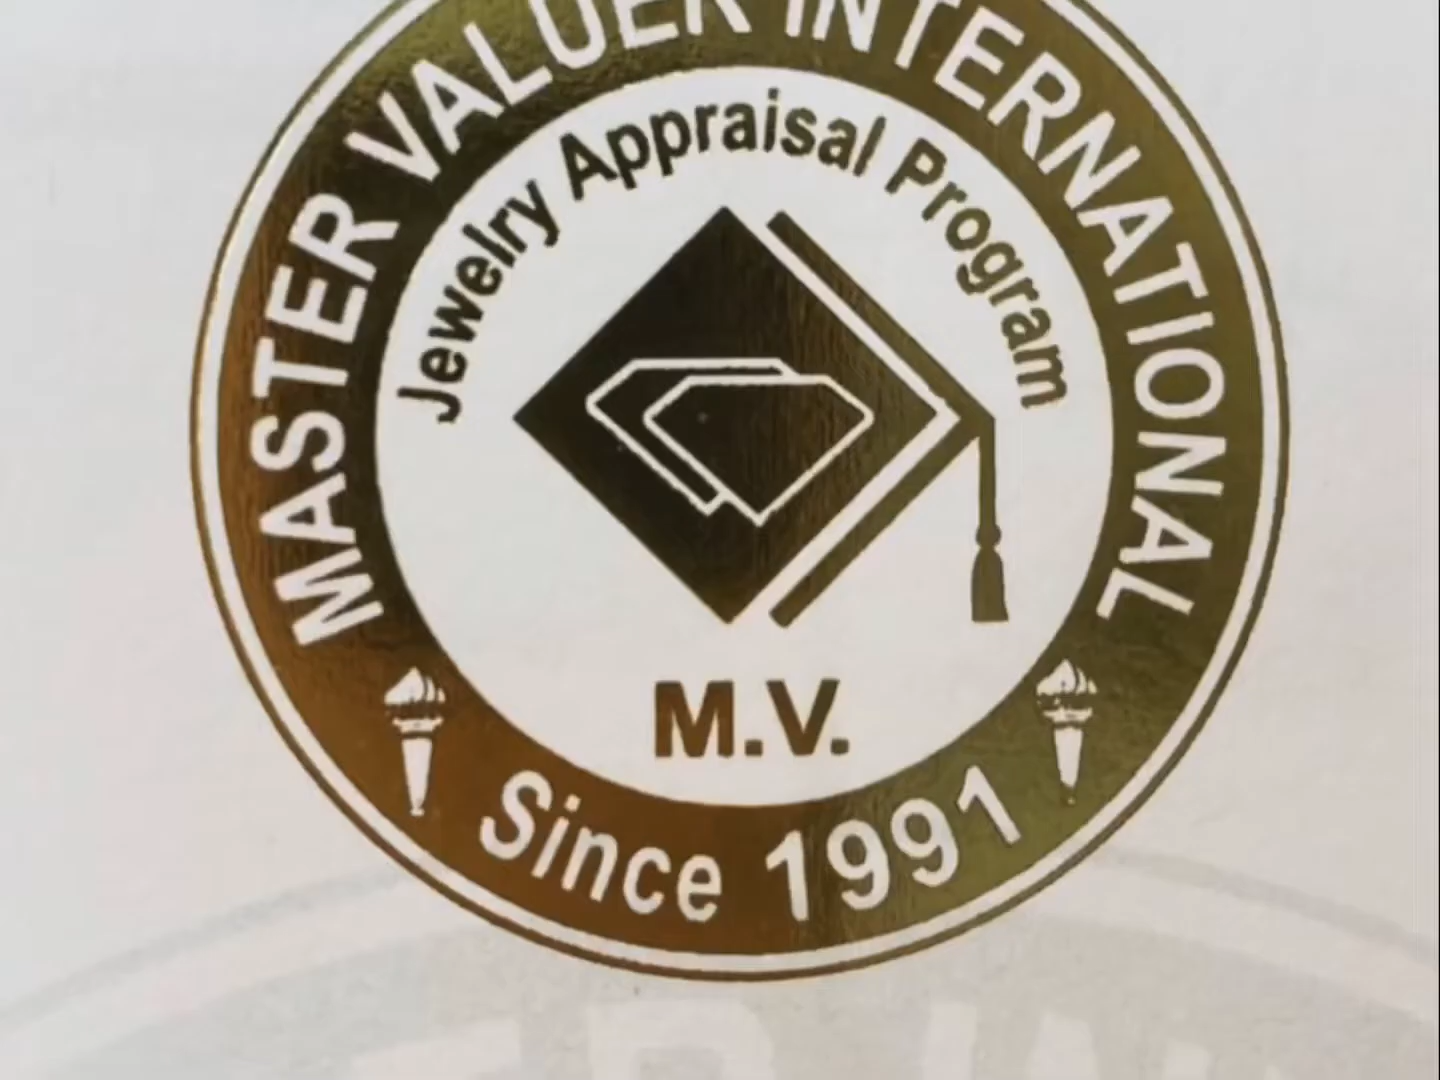 MASTER VALUER INTERNATIONAL
Jewelry Appraisal Program
M.V.
Since 1991